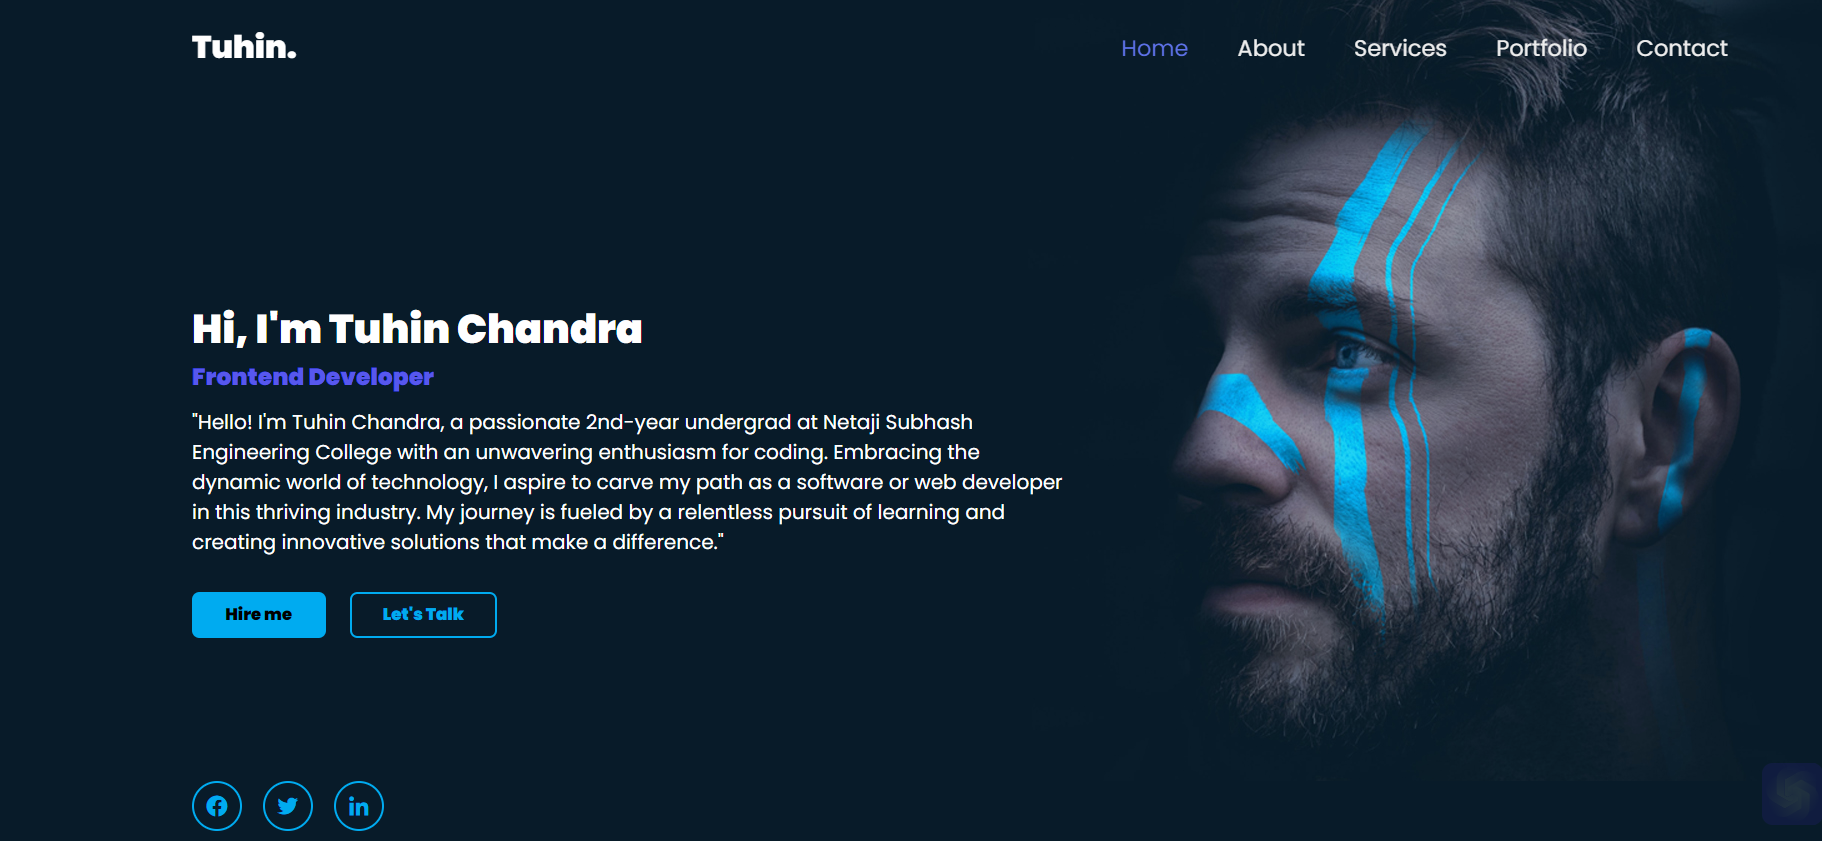 Tuhin.
Home About Services Portfolio Contact
Hi, I'm Tuhin Chandra
Frontend Developer
"Hello! I'm Tuhin Chandra, a passionate 2nd-year undergrad at Netaji Subhash
Engineering College with an unwavering enthusiasm for coding. Embracing the
dynamic world of technology, I aspire to carve my path as a software or web developer
in this thriving industry. My journey is fueled by a relentless pursuit of learning and
creating innovative solutions that make a difference."
Hire me
Let's Talk